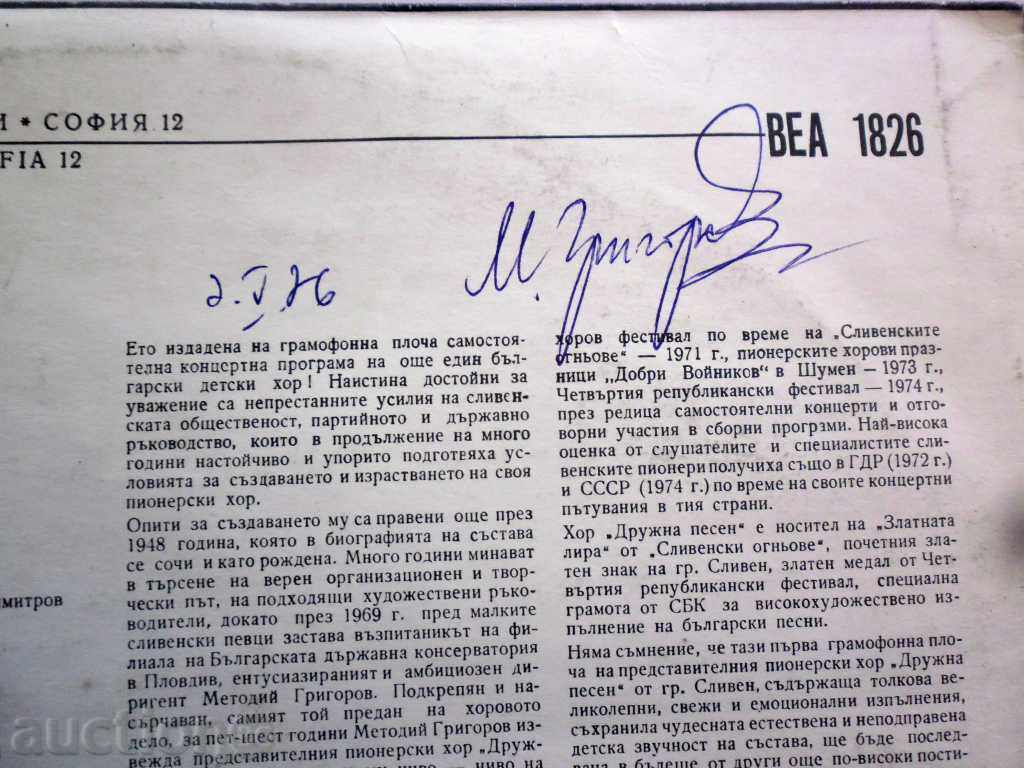 И * СОФИЯ 12
FIA 12
ВЕА 1826
2.V.76
М. Григоров
Ето издадена на грамофонна плоча самостоя-
телна концертна програма на още един бъл-
гарски детски хор! Наистина достойни за
уважение са непрестанните усилия на сливен-
ската общественост, партийното и държавно
ръководство, които в продължение на много
години настойчиво и упорито подготвяха ус-
ловията за създаването и израстването на своя
пионерски хор.
Опити за създаването му са правени още през
1948 година, която в биографията на състава
се сочи и като рождена. Много години минават
в търсене на верен организационен и твор-
чески път, на подходящи художествени ръко-
водители, докато през 1969 г. пред малките
сливенски певци застава възпитаникът на фи-
лиала на Българската държавна консерватория
в Пловдив, ентусиазираният и амбициозен ди-
ригент Методий Григоров. Подкрепян и на-
сърчаван, самият той предан на хоровото
дело, за пет-шест години Методий Григоров из-
вежда представителния пионерски хор „Друж-
ниво — ниво на
митров
хоров фестивал по време на „Сливенските
огньове“ — 1971 г., пионерските хорови праз-
ници „Добри Войников“ в Шумен — 1973 г.,
Четвъртия републикански фестивал — 1974 г.,
през редица самостоятелни концерти и отго-
ворни участия в сборни програми. Най-висока
оценка от слушателите и специалистите сли-
венските пионери получиха също в ГДР (1972 г.)
и СССР (1974 г.) по време на своите концертни
пътувания в тия страни.
Хор „Дружна песен“ е носител на „Златната
лира“ от „Сливенски огньове“, почетния зла-
тен знак на гр. Сливен, златен медал от Чет-
въртия републикански фестивал, специална
грамота от СБК за високохудожествено из-
пълнение на български песни.
Няма съмнение, че тази първа грамофонна пло-
ча на представителния пионерски хор „Дружна
песен“ от гр. Сливен, съдържаща толкова ве-
ликолепни, свежи и емоционални изпълнения,
съхранила чудесната естествена и неподправена
детска звучност на състава, ще бъде послед-
вана в бъдеще от други още по-високи пости-